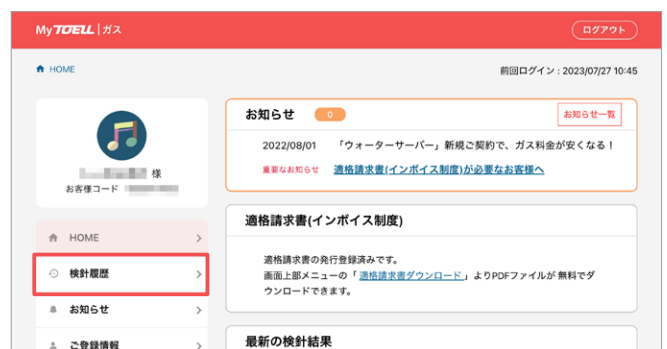 My TOELL | ガス
ログアウト
HOME
前回ログイン : 2023/07/27 10:45
様
お客様コード
HOME
検針履歴
お知らせ
ご登録情報
お知らせ 0
お知らせ一覧
2022/08/01 「ウォーターサーバー」新規ご契約で、ガス料金が安くなる！
重要なお知らせ 適格請求書(インボイス制度)が必要なお客様へ
適格請求書(インボイス制度)
適格請求書の発行登録済みです。
画面上部メニューの「 適格請求書ダウンロード 」よりPDFファイルが 無料でダ
ウンロードできます。
最新の検針結果